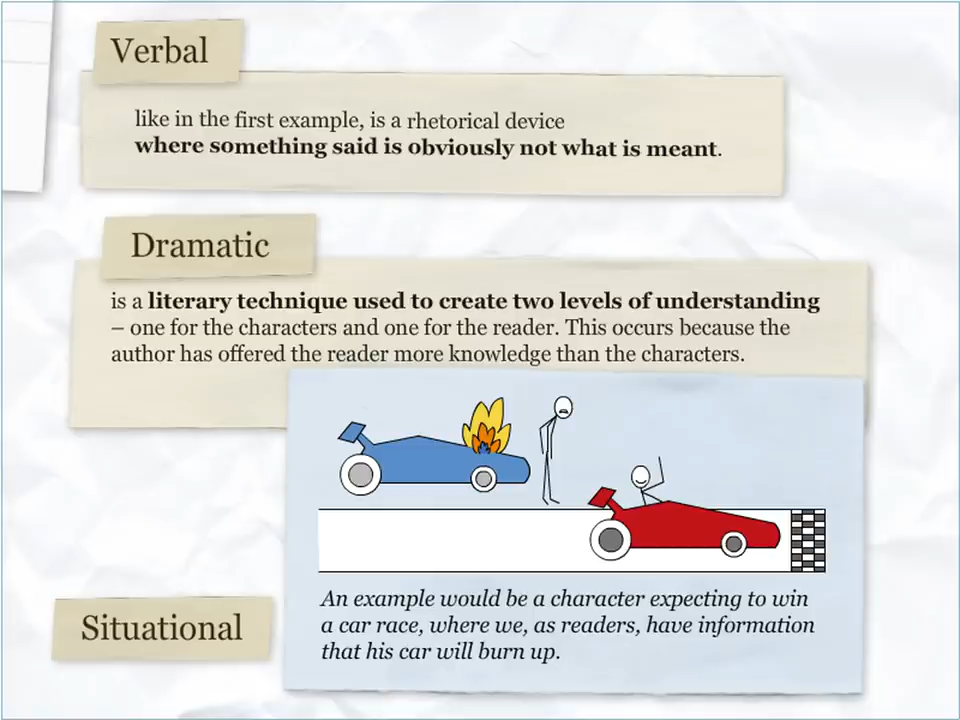 Verbal
like in the first example, is a rhetorical device
where something said is obviously not what is meant.
Dramatic
is a literary technique used to create two levels of understanding
– one for the characters and one for the reader. This occurs because the
author has offered the reader more knowledge than the characters.
An example would be a character expecting to win
a car race, where we, as readers, have information
that his car will burn up.
Situational